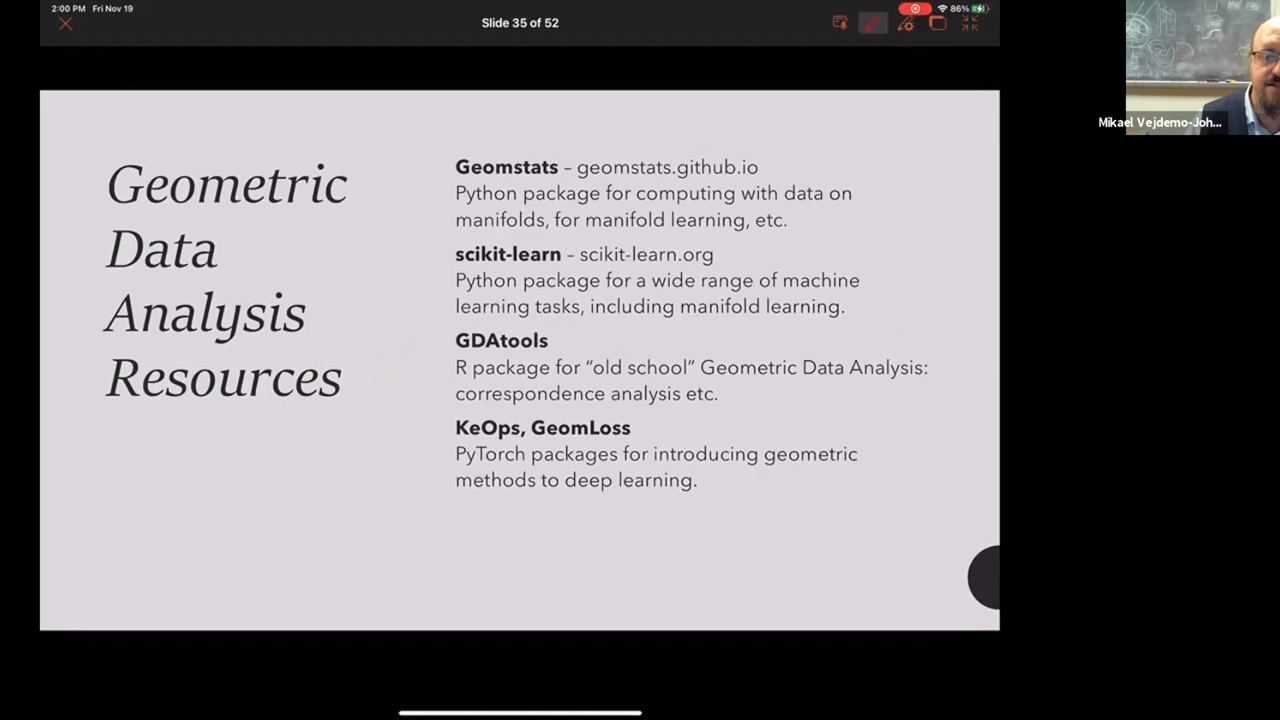 2:00 PM Fri Nov 19
Slide 35 of 52
86%
Mikael Vejdemo-Joh...
Geometric
Data
Analysis
Resources
Geomstats – geomstats.github.io
Python package for computing with data on
manifolds, for manifold learning, etc.
scikit-learn – scikit-learn.org
Python package for a wide range of machine
learning tasks, including manifold learning.
GDAtools
R package for “old school” Geometric Data Analysis:
correspondence analysis etc.
KeOps, GeomLoss
PyTorch packages for introducing geometric
methods to deep learning.